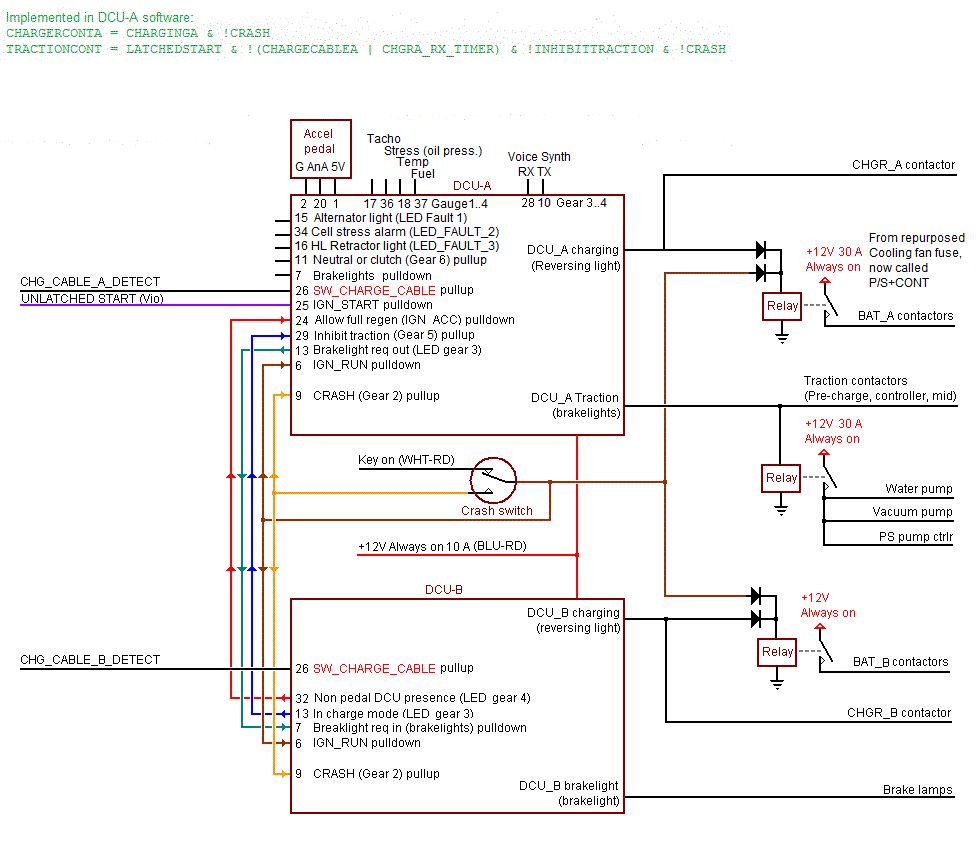 Implemented in DCU-A software:
CHARGERCONTA = CHARGINGA & !CRASH
TRACTIONCONT = LATCHEDSTART & !(CHARGECABLEA | CHGRA_RX_TIMER) & !INHIBITTRACTION & !CRASH
Accel
pedal
G AnA 5V
Tacho
Stress (oil press.)
Temp
Fuel
Voice Synth
RX TX
DCU-A
2 20 1 17 36 18 37 Gauge1..4 28 10 Gear 3..4
15 Alternator light (LED Fault 1)
34 Cell stress alarm (LED_FAULT_2)
16 HL Retractor light (LED_FAULT_3)
11 Neutral or clutch (Gear 6) pullup
7 Brakelights pulldown
CHG_CABLE_A_DETECT
26 SW_CHARGE_CABLE pullup
UNLATCHED START (Vio)
25 IGN_START pulldown
24 Allow full regen (IGN_ACC) pulldown
29 Inhibit traction (Gear 5) pullup
13 Brakelight req out (LED gear 3)
6 IGN_RUN pulldown
9 CRASH (Gear 2) pullup
DCU_A charging
(Reversing light)
DCU_A Traction
(brakelights)
CHGR_A contactor
+12V 30 A
Always on
From repurposed
Cooling fan fuse,
now called
P/S+CONT
Relay
BAT_A contactors
Traction contactors
(Pre-charge, controller, mid)
+12V 30 A
Always on
Relay
Water pump
Vacuum pump
PS pump ctrlr
Key on (WHT-RD)
Crash switch
+12V Always on 10 A (BLU-RD)
DCU-B
DCU_B charging
(reversing light)
+12V
Always on
Relay
BAT_B contactors
CHGR_B contactor
CHG_CABLE_B_DETECT
26 SW_CHARGE_CABLE pullup
32 Non pedal DCU presence (LED gear 4)
13 In charge mode (LED gear 3)
7 Breaklight req in (brakelights) pulldown
6 IGN_RUN pulldown
9 CRASH (Gear 2) pullup
DCU_B brakelight
(brakelight)
Brake lamps